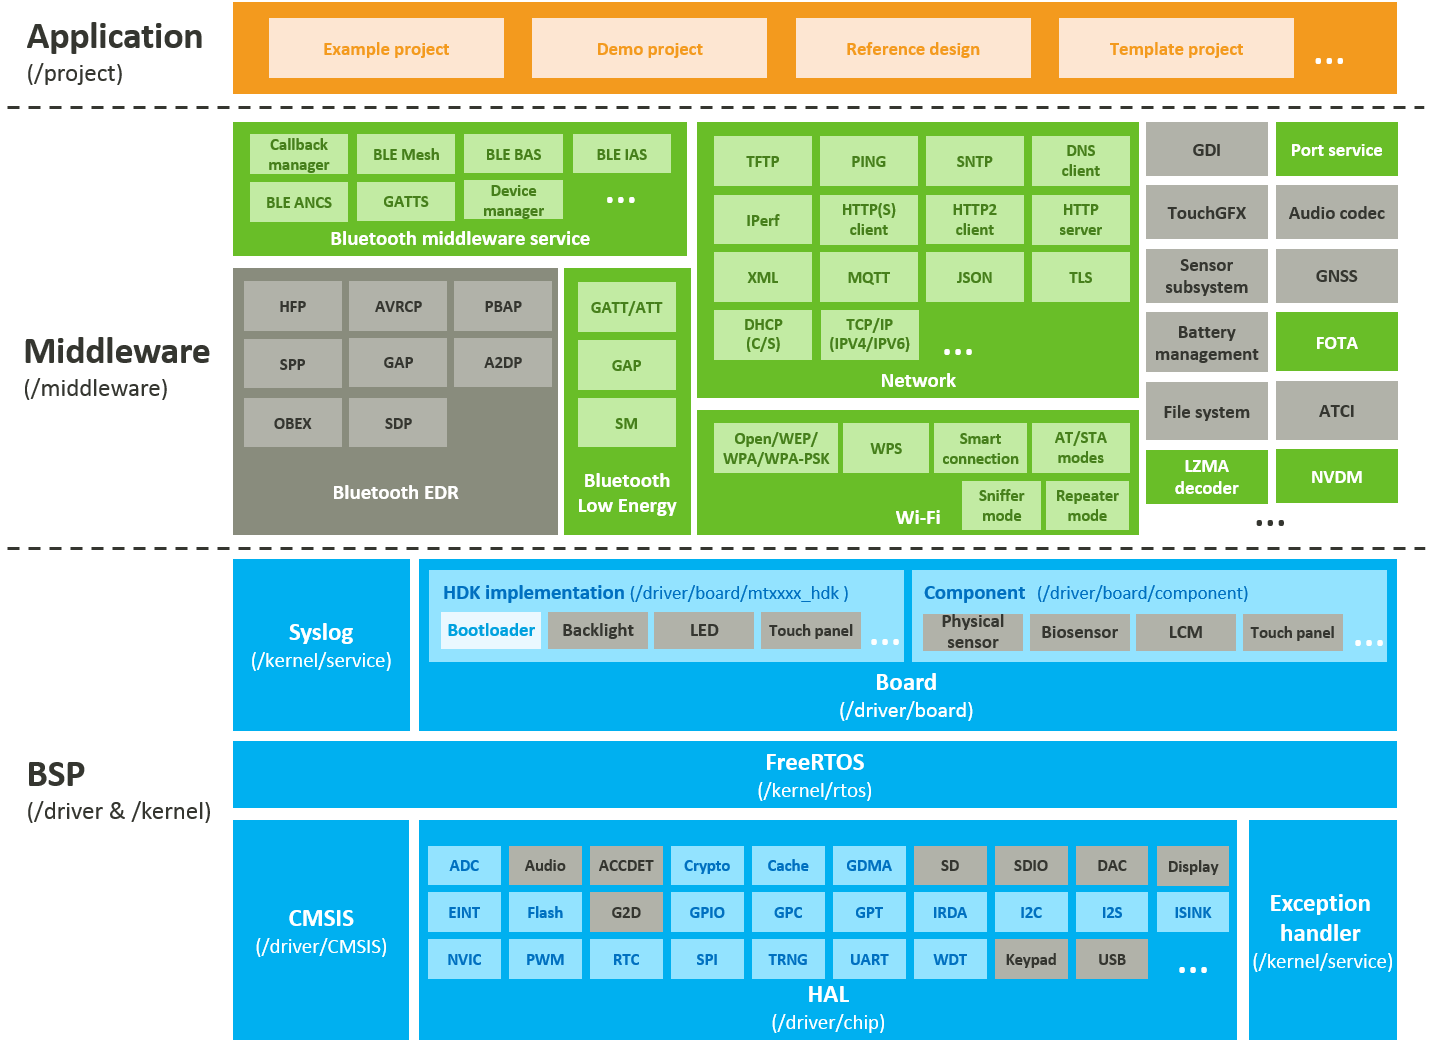 Application
(/project)
Example project
Demo project
Reference design
Template project
...
Middleware
(/middleware)
Callback
manager
BLE Mesh
BLE BAS
BLE IAS
BLE ANCS
GATTS
Device
manager
...
Bluetooth middleware service
HFP
AVRCP
PBAP
SPP
GAP
A2DP
OBEX
SDP
Bluetooth EDR
GATT/ATT
GAP
SM
Bluetooth
Low Energy
TFTP
PING
SNTP
DNS
client
IPerf
HTTP(S)
client
HTTP2
client
HTTP
server
XML
MQTT
JSON
TLS
DHCP
(C/S)
TCP/IP
(IPV4/IPV6)
...
Network
Open/WEP/
WPA/WPA-PSK
WPS
Smart
connection
AT/STA
modes
Sniffer
mode
Repeater
mode
Wi-Fi
GDI
Port service
TouchGFX
Audio codec
Sensor
subsystem
GNSS
Battery
management
FOTA
File system
ATCI
LZMA
decoder
NVDM
...
BSP
(/driver & /kernel)
Syslog
(/kernel/service)
HDK implementation (/driver/board/mtxxxx_hdk )
Bootloader
Backlight
LED
Touch panel
...
Component (/driver/board/component)
Physical
sensor
Biosensor
LCM
Touch panel
...
Board
(/driver/board)
FreeRTOS
(/kernel/rtos)
CMSIS
(/driver/CMSIS)
ADC
Audio
ACCDET
Crypto
Cache
GDMA
SD
SDIO
DAC
Display
EINT
Flash
G2D
GPIO
GPC
GPT
IRDA
I2C
I2S
ISINK
NVIC
PWM
RTC
SPI
TRNG
UART
WDT
Keypad
USB
...
HAL
(/driver/chip)
Exception
handler
(/kernel/service)